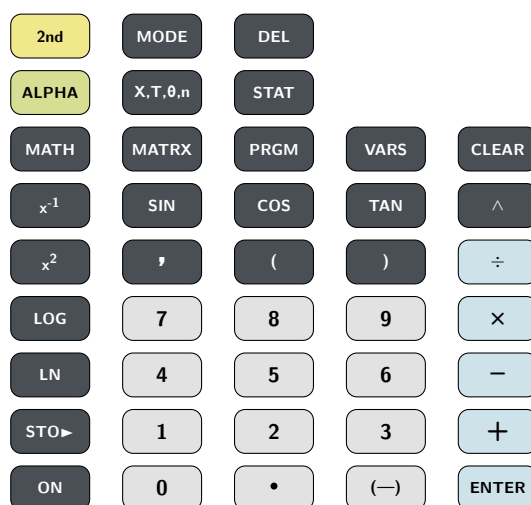 2nd MODE DEL
ALPHA X,T,θ,n STAT
MATH MATRX PRGM VARS CLEAR
x⁻¹ SIN COS TAN ^
x² , ( ) ÷
LOG 7 8 9 ×
LN 4 5 6 −
STO► 1 2 3 +
ON 0 • (—) ENTER